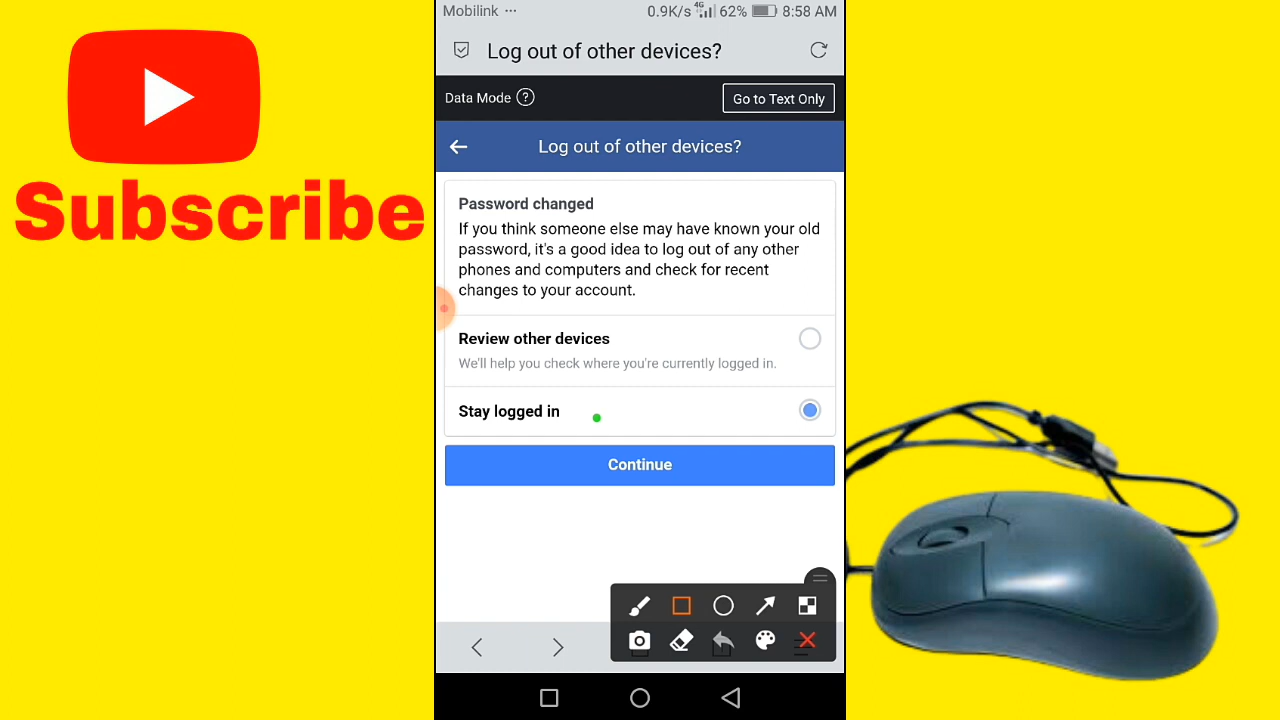 Subscribe
Mobilink ... 0.9K/s 4G 62% 8:58 AM
Log out of other devices?
Data Mode ? Go to Text Only
Log out of other devices?
Password changed
If you think someone else may have known your old
password, it's a good idea to log out of any other
phones and computers and check for recent
changes to your account.
Review other devices
We'll help you check where you're currently logged in.
Stay logged in
Continue